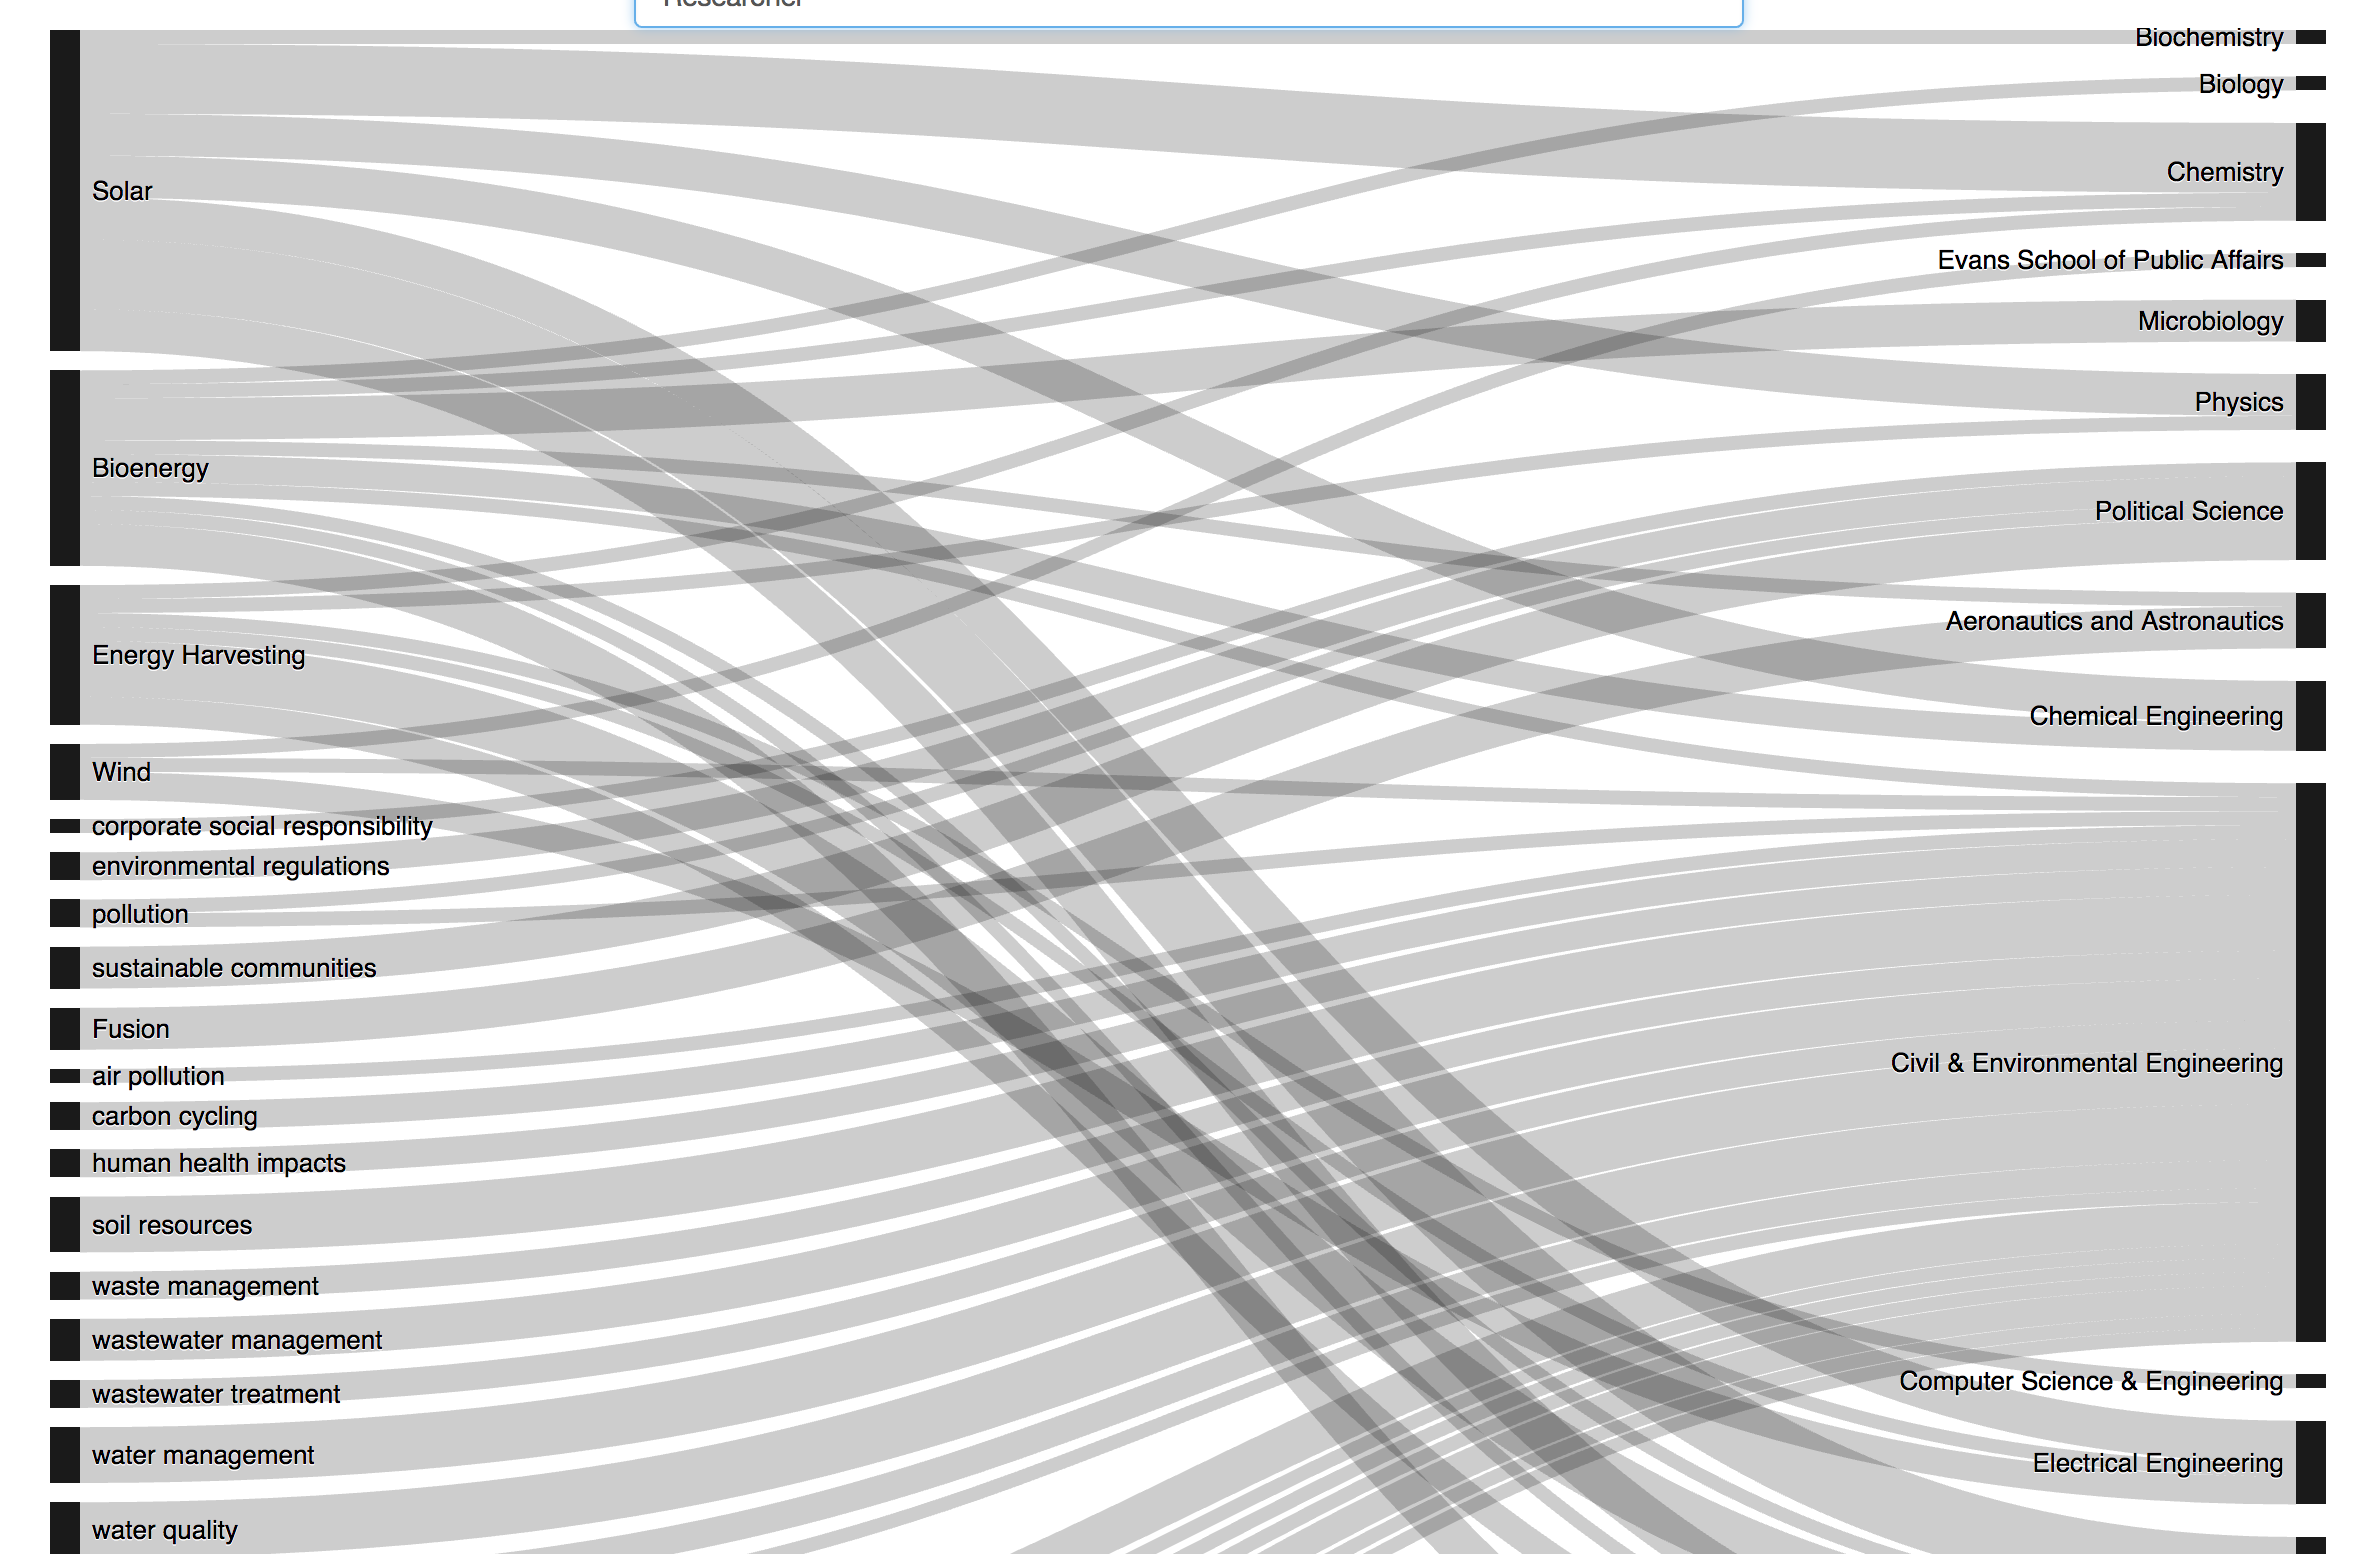 Researcher
Solar
Bioenergy
Energy Harvesting
Wind
corporate social responsibility
environmental regulations
pollution
sustainable communities
Fusion
air pollution
carbon cycling
human health impacts
soil resources
waste management
wastewater management
wastewater treatment
water management
water quality
Biochemistry
Biology
Chemistry
Evans School of Public Affairs
Microbiology
Physics
Political Science
Aeronautics and Astronautics
Chemical Engineering
Civil & Environmental Engineering
Computer Science & Engineering
Electrical Engineering